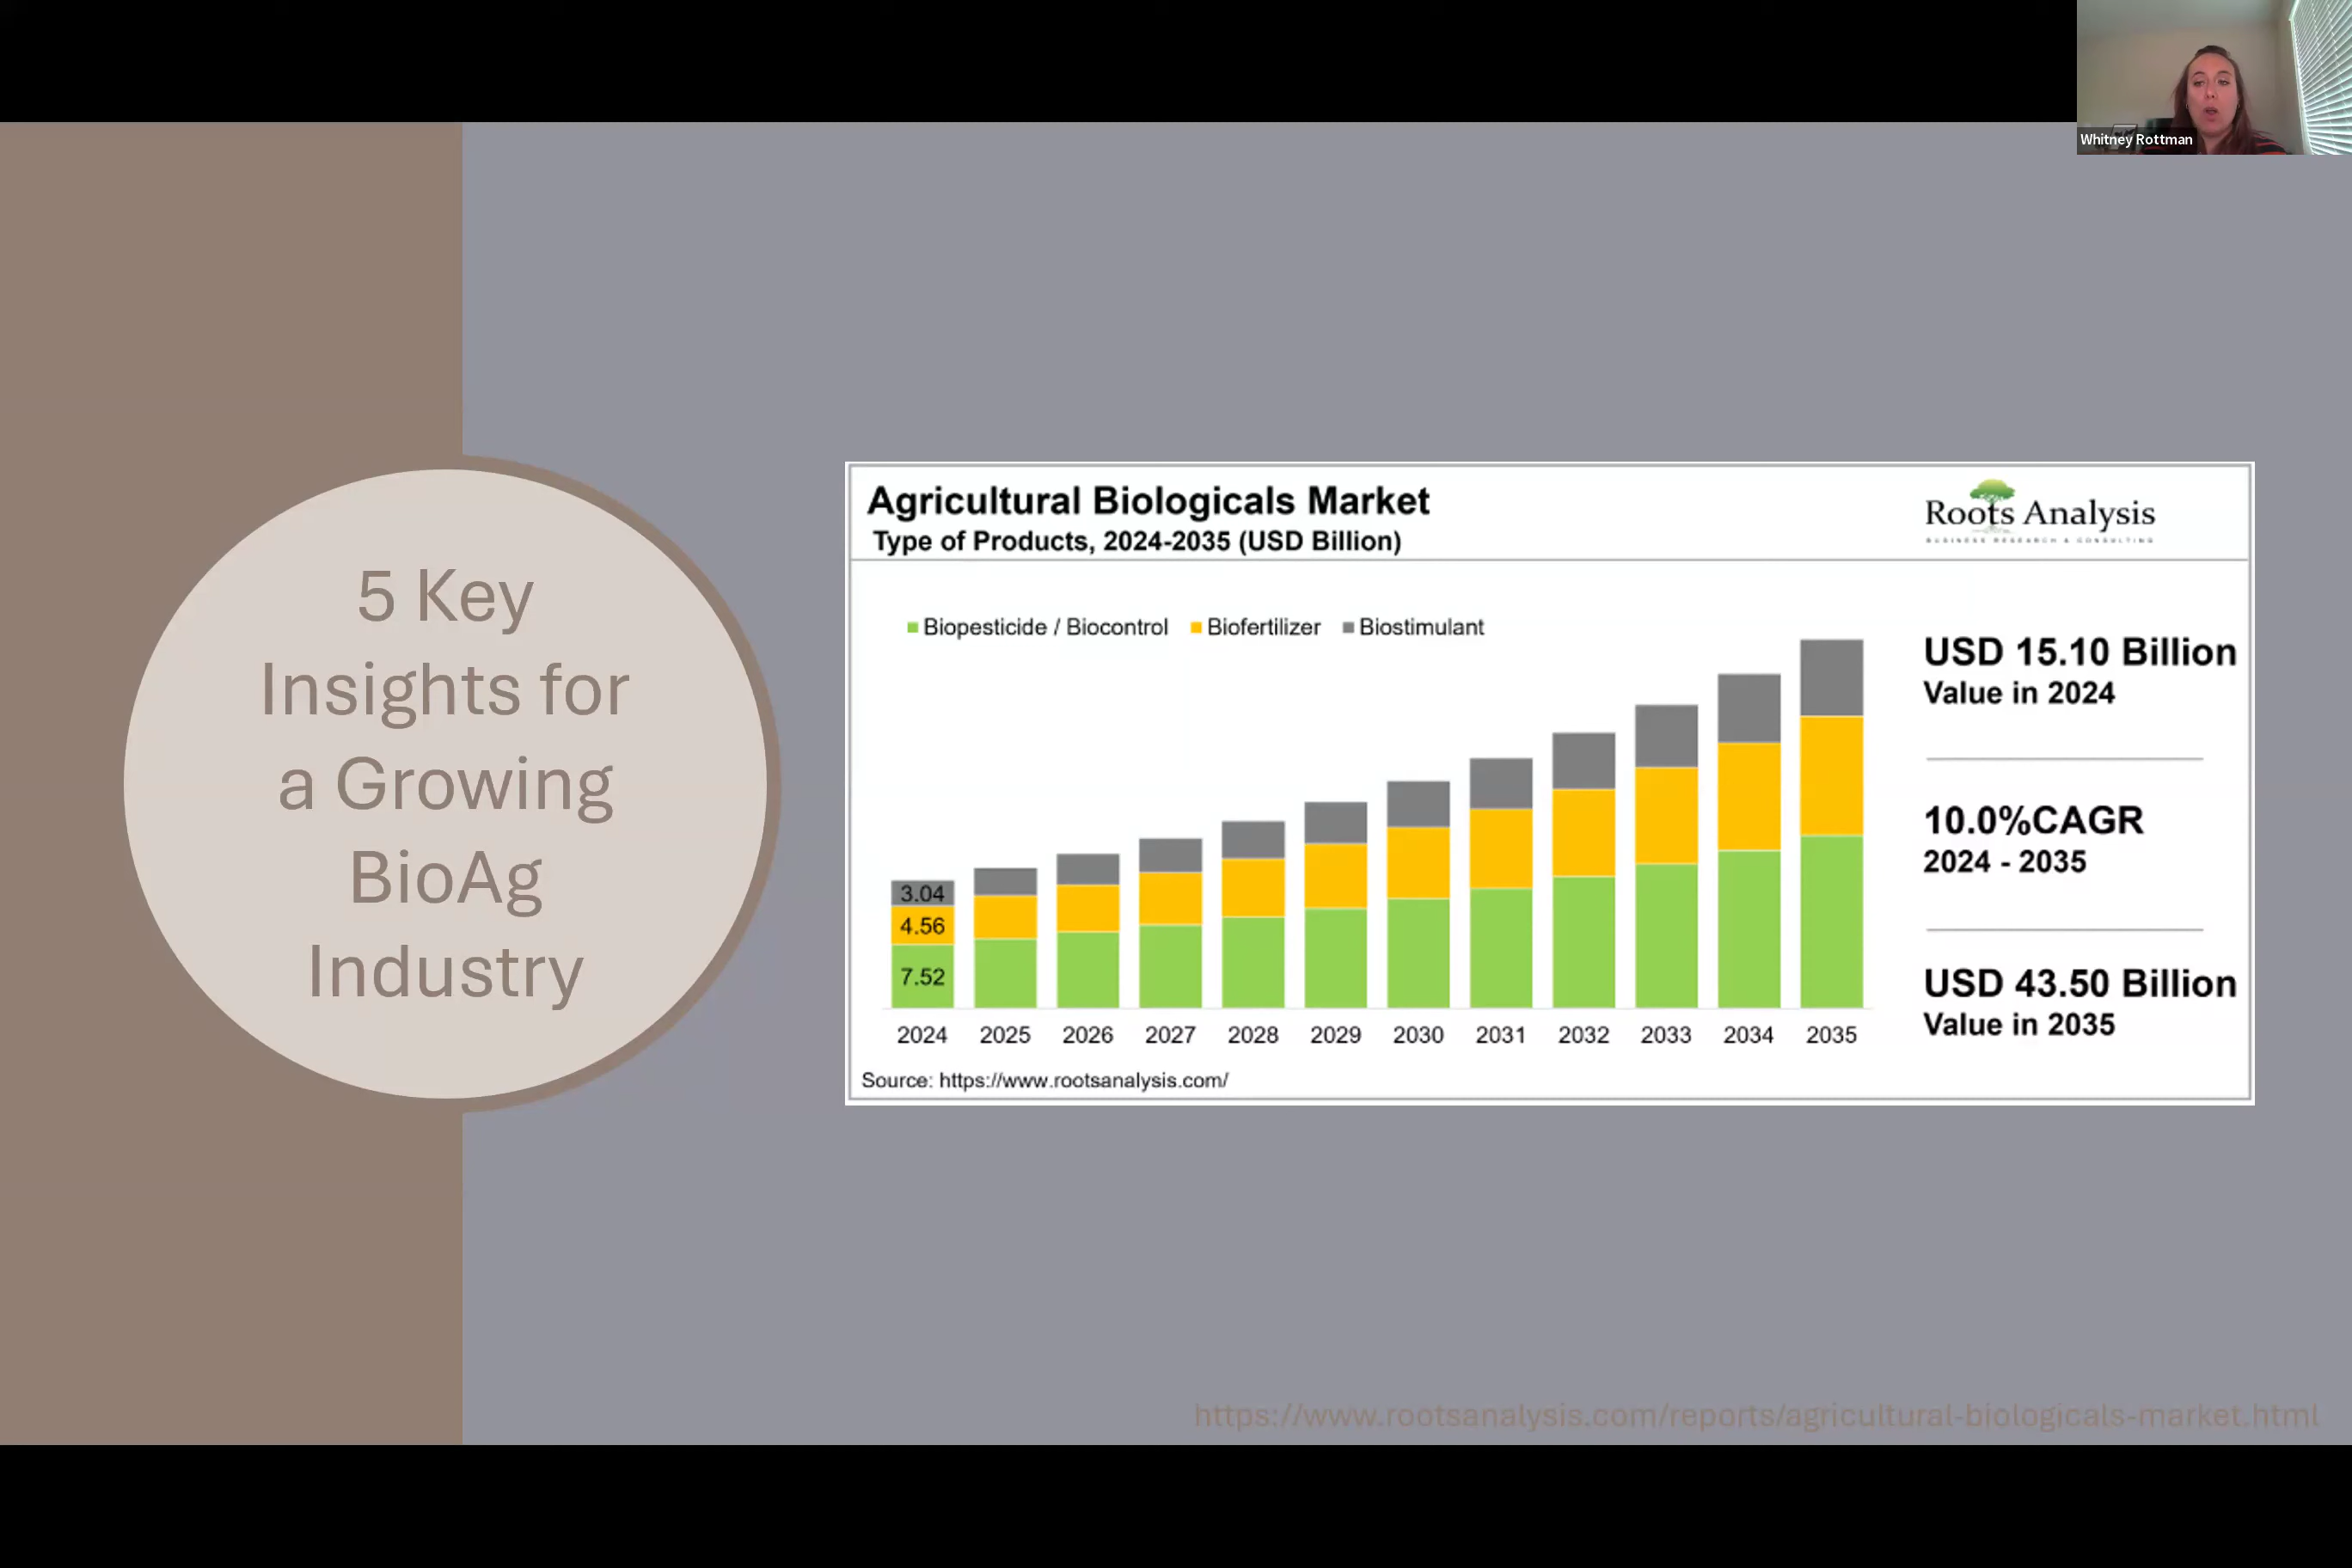 Whitney Rottman
5 Key
Insights for
a Growing
BioAg
Industry
Agricultural Biologicals Market
Type of Products, 2024-2035 (USD Billion)
Roots Analysis
BUSINESS RESEARCH & CONSULTING
Biopesticide / Biocontrol Biofertilizer Biostimulant
3.04
4.56
7.52
2024 2025 2026 2027 2028 2029 2030 2031 2032 2033 2034 2035
Source: https://www.rootsanalysis.com/
USD 15.10 Billion
Value in 2024
10.0%CAGR
2024 - 2035
USD 43.50 Billion
Value in 2035
https://www.rootsanalysis.com/reports/agricultural-biologicals-market.html